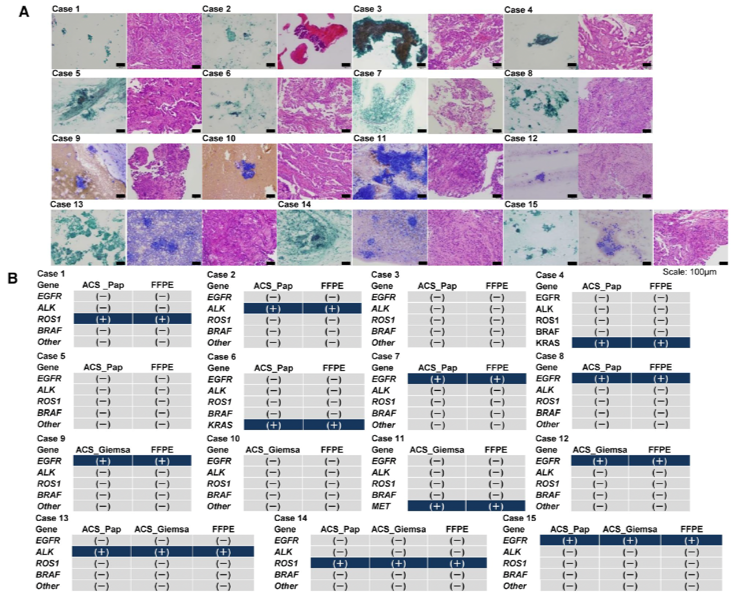 A
Case 1 Case 2 Case 3 Case 4
Case 5 Case 6 Case 7 Case 8
Case 9 Case 10 Case 11 Case 12
Case 13 Case 14 Case 15
Scale: 100μm
B
Case 1
Gene ACS_Pap FFPE
EGFR (−) (−)
ALK (−) (−)
ROS1 (+) (+)
BRAF (−) (−)
Other (−) (−)
Case 2
Gene ACS_Pap FFPE
EGFR (−) (−)
ALK (+) (+)
ROS1 (−) (−)
BRAF (−) (−)
Other (−) (−)
Case 3
Gene ACS_Pap FFPE
EGFR (−) (−)
ALK (−) (−)
ROS1 (−) (−)
BRAF (−) (−)
Other (−) (−)
Case 4
Gene ACS_Pap FFPE
EGFR (−) (−)
ALK (−) (−)
ROS1 (−) (−)
BRAF (−) (−)
KRAS (+) (+)
Case 5
Gene ACS_Pap FFPE
EGFR (−) (−)
ALK (−) (−)
ROS1 (−) (−)
BRAF (−) (−)
Other (−) (−)
Case 6
Gene ACS_Pap FFPE
EGFR (−) (−)
ALK (−) (−)
ROS1 (−) (−)
BRAF (−) (−)
KRAS (+) (+)
Case 7
Gene ACS_Pap FFPE
EGFR (+) (+)
ALK (−) (−)
ROS1 (−) (−)
BRAF (−) (−)
Other (−) (−)
Case 8
Gene ACS_Pap FFPE
EGFR (+) (+)
ALK (−) (−)
ROS1 (−) (−)
BRAF (−) (−)
Other (−) (−)
Case 9
Gene ACS_Giemsa FFPE
EGFR (+) (+)
ALK (−) (−)
ROS1 (−) (−)
BRAF (−) (−)
Other (−) (−)
Case 10
Gene ACS_Giemsa FFPE
EGFR (−) (−)
ALK (−) (−)
ROS1 (−) (−)
BRAF (−) (−)
Other (−) (−)
Case 11
Gene ACS_Giemsa FFPE
EGFR (−) (−)
ALK (−) (−)
ROS1 (−) (−)
BRAF (−) (−)
MET (+) (+)
Case 12
Gene ACS_Giemsa FFPE
EGFR (+) (+)
ALK (−) (−)
ROS1 (−) (−)
BRAF (−) (−)
Other (−) (−)
Case 13
Gene ACS_Pap ACS_Giemsa FFPE
EGFR (−) (−) (−)
ALK (+) (+) (+)
ROS1 (−) (−) (−)
BRAF (−) (−) (−)
Other (−) (−) (−)
Case 14
Gene ACS_Pap ACS_Giemsa FFPE
EGFR (−) (−) (−)
ALK (−) (−) (−)
ROS1 (+) (+) (+)
BRAF (−) (−) (−)
Other (−) (−) (−)
Case 15
Gene ACS_Pap ACS_Giemsa FFPE
EGFR (+) (+) (+)
ALK (−) (−) (−)
ROS1 (−) (−) (−)
BRAF (−) (−) (−)
Other (−) (−) (−)